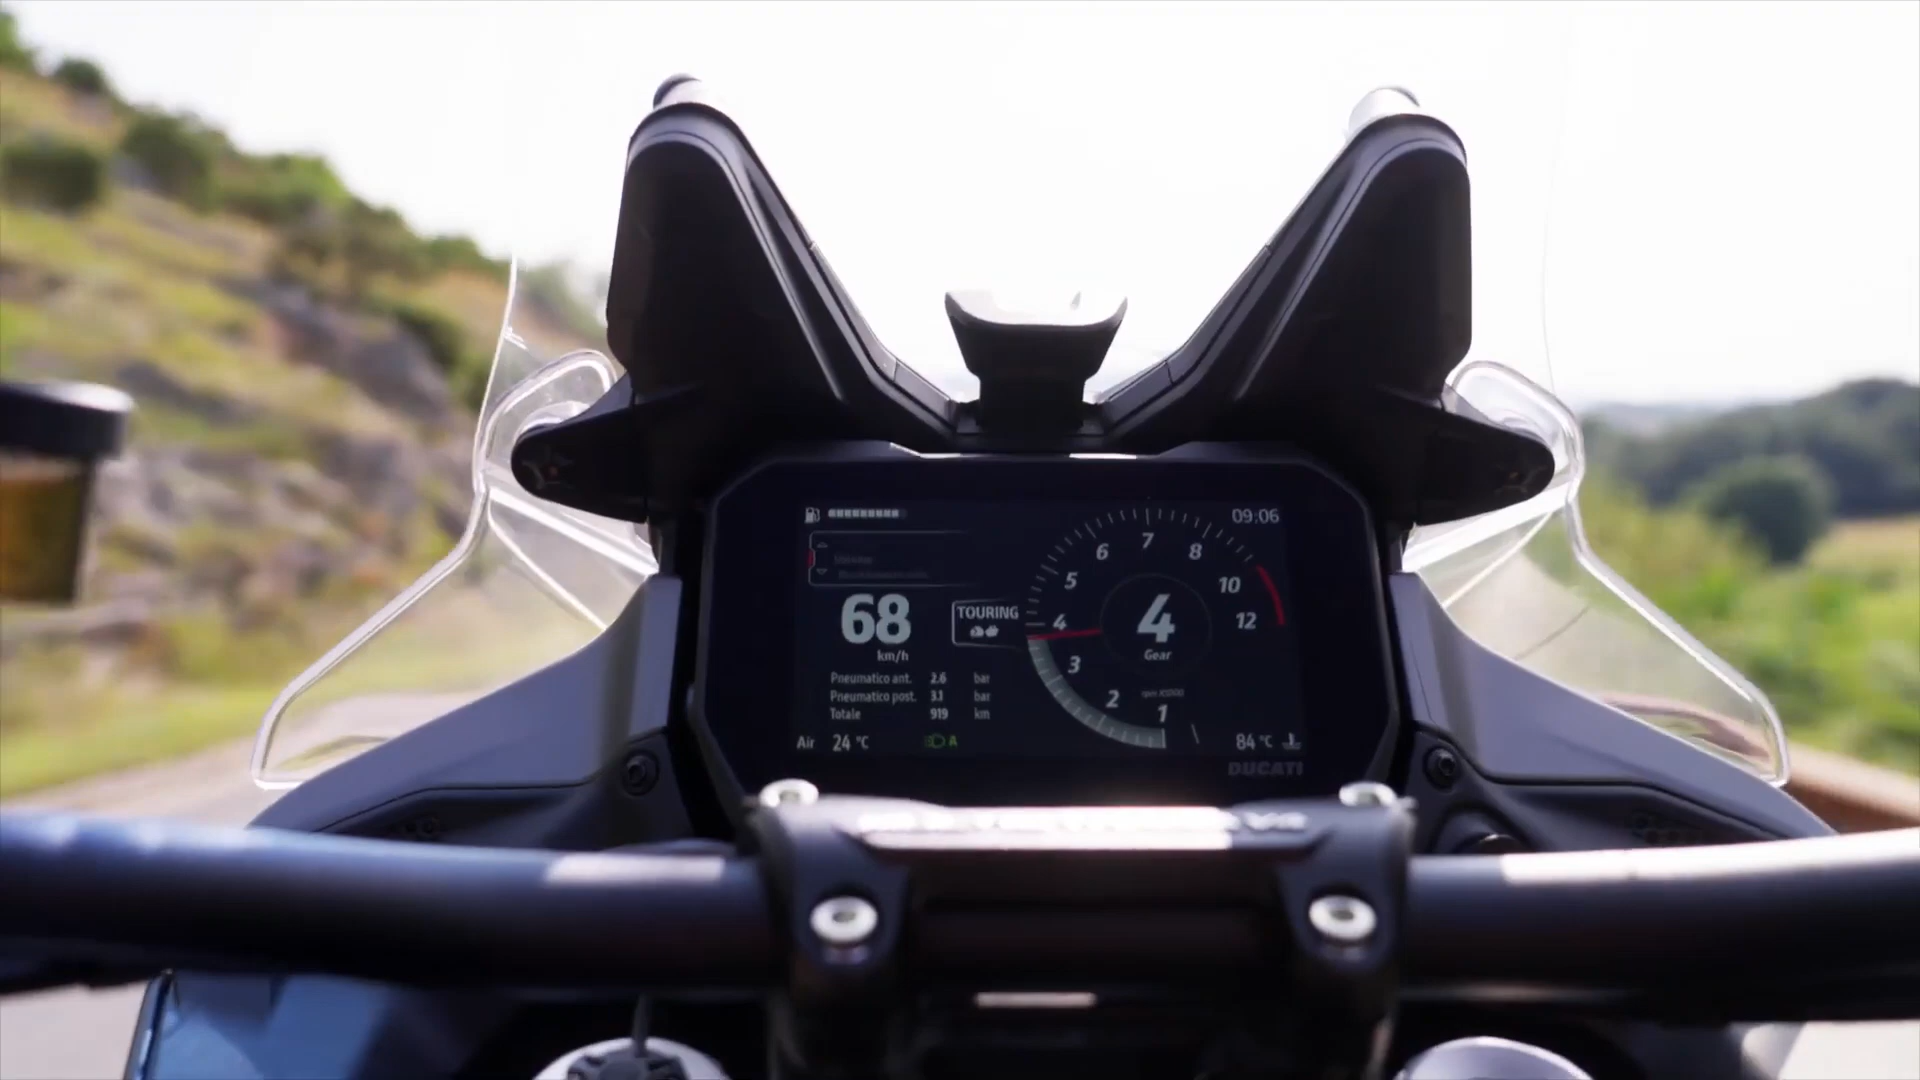 09:06
7
6
8
5
10
4
12
3
2
1
68
km/h
TOURING
4
Gear
Pneumatico ant. 2.6 bar
Pneumatico post. 3.1 bar
Totale 919 km
Air 24 °C
A
84 °C
DUCATI